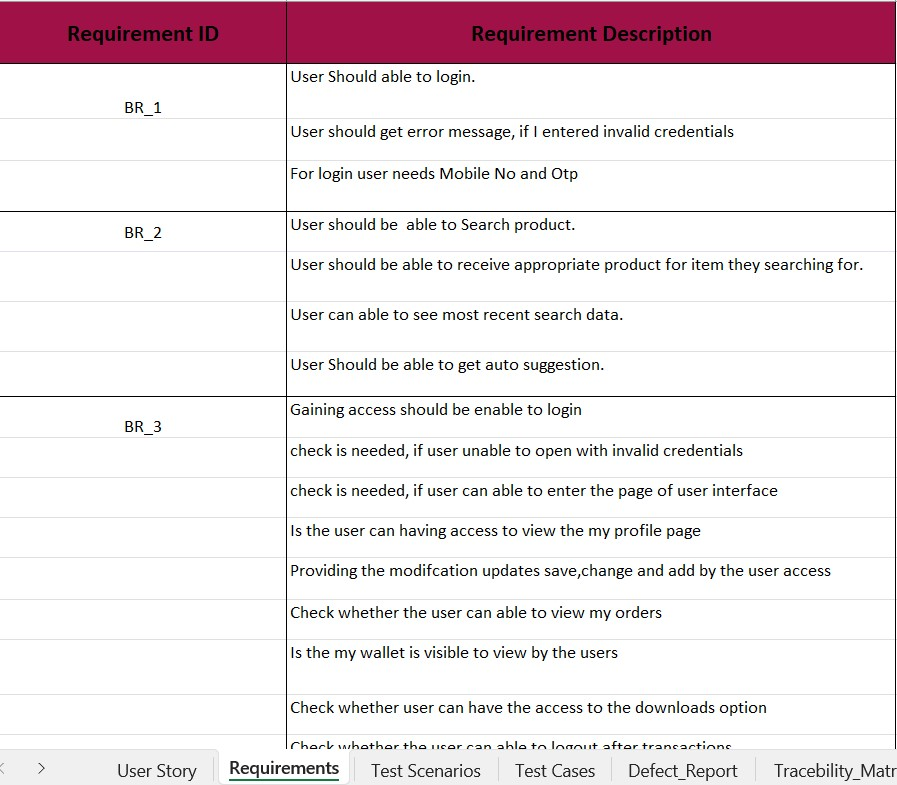 Requirement ID Requirement Description
User Should able to login.
BR_1
User should get error message, if I entered invalid credentials
For login user needs Mobile No and Otp
User should be  able to Search product.
BR_2
User should be able to receive appropriate product for item they searching for.
User can able to see most recent search data.
User Should be able to get auto suggestion.
Gaining access should be enable to login
BR_3
check is needed, if user unable to open with invalid credentials
check is needed, if user can able to enter the page of user interface
Is the user can having access to view the my profile page
Providing the modifcation updates save,change and add by the user access
Check whether the user can able to view my orders
Is the my wallet is visible to view by the users
Check whether user can have the access to the downloads option
Check whether the user can able to logout after transactions
User Story Requirements Test Scenarios Test Cases Defect_Report Tracebility_Matr